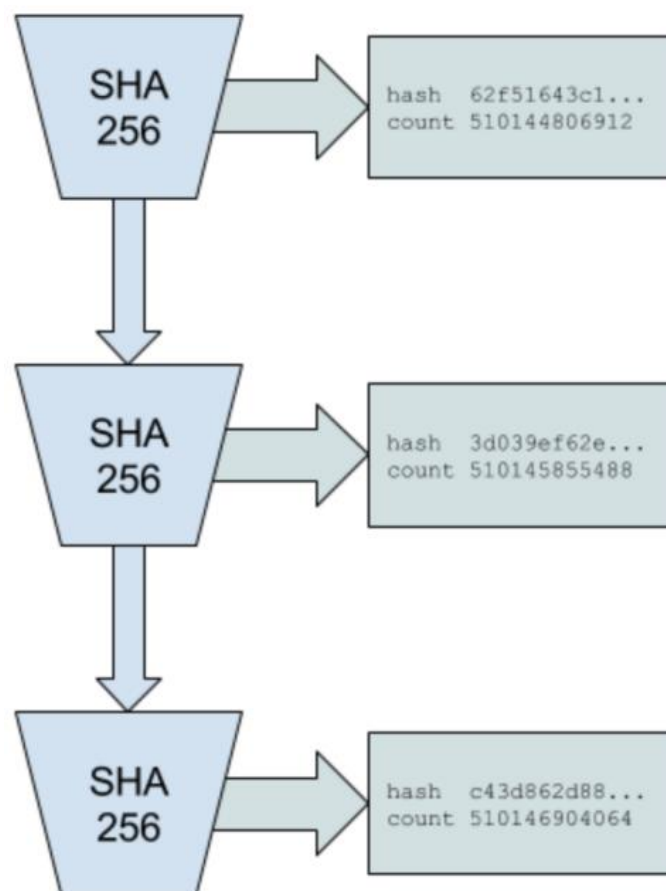 SHA
256
hash 62f51643c1...
count 510144806912
SHA
256
hash 3d039ef62e...
count 510145855488
SHA
256
hash c43d862d88...
count 510146904064